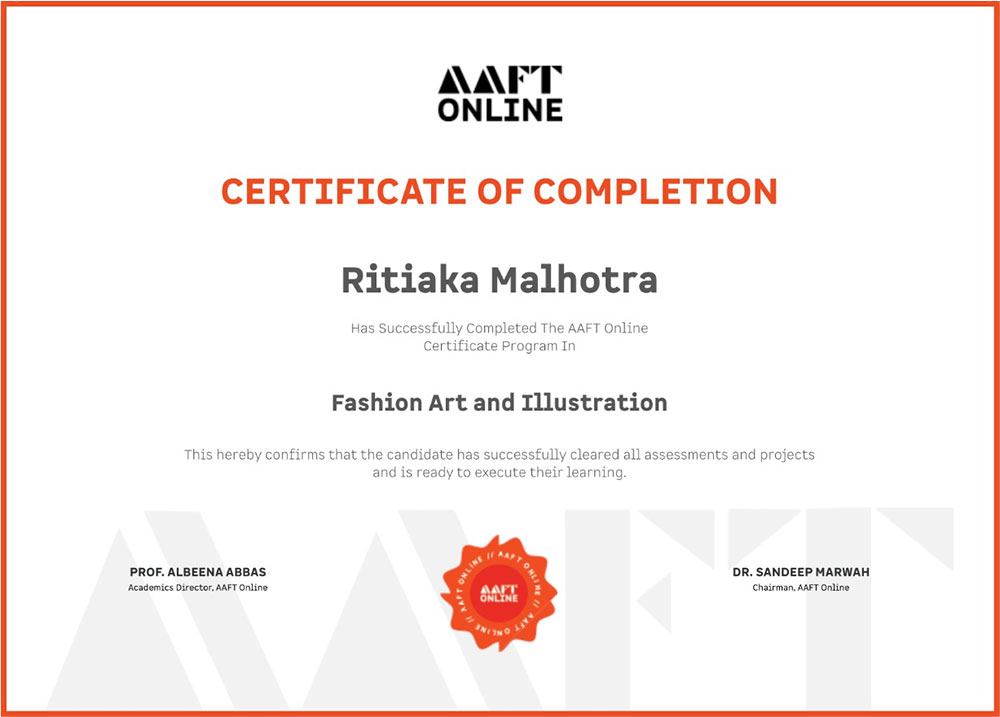 AAFT
ONLINE
CERTIFICATE OF COMPLETION
Ritiaka Malhotra
Has Successfully Completed The AAFT Online
Certificate Program In
Fashion Art and Illustration
This hereby confirms that the candidate has successfully cleared all assessments and projects
and is ready to execute their learning.
AAFT
PROF. ALBEENA ABBAS
Academics Director, AAFT Online
AAFT ONLINE // AAFT ONLINE // AAFT ONLINE //
AAFT
ONLINE
DR. SANDEEP MARWAH
Chairman, AAFT Online